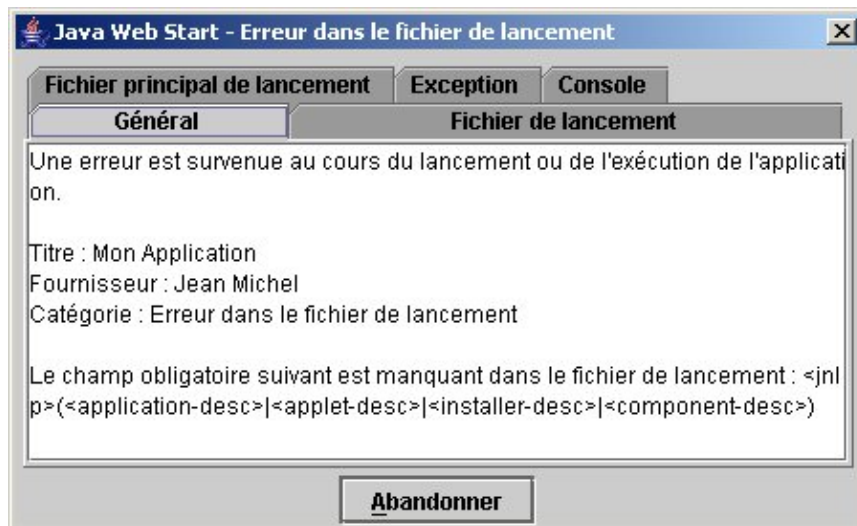 Java Web Start - Erreur dans le fichier de lancement
Fichier principal de lancement Exception Console
Général Fichier de lancement
Une erreur est survenue au cours du lancement ou de l'exécution de l'applicati
on.
Titre : Mon Application
Fournisseur : Jean Michel
Catégorie : Erreur dans le fichier de lancement
Le champ obligatoire suivant est manquant dans le fichier de lancement : <jnl
p>(<application-desc>|<applet-desc>|<installer-desc>|<component-desc>)
Abandonner